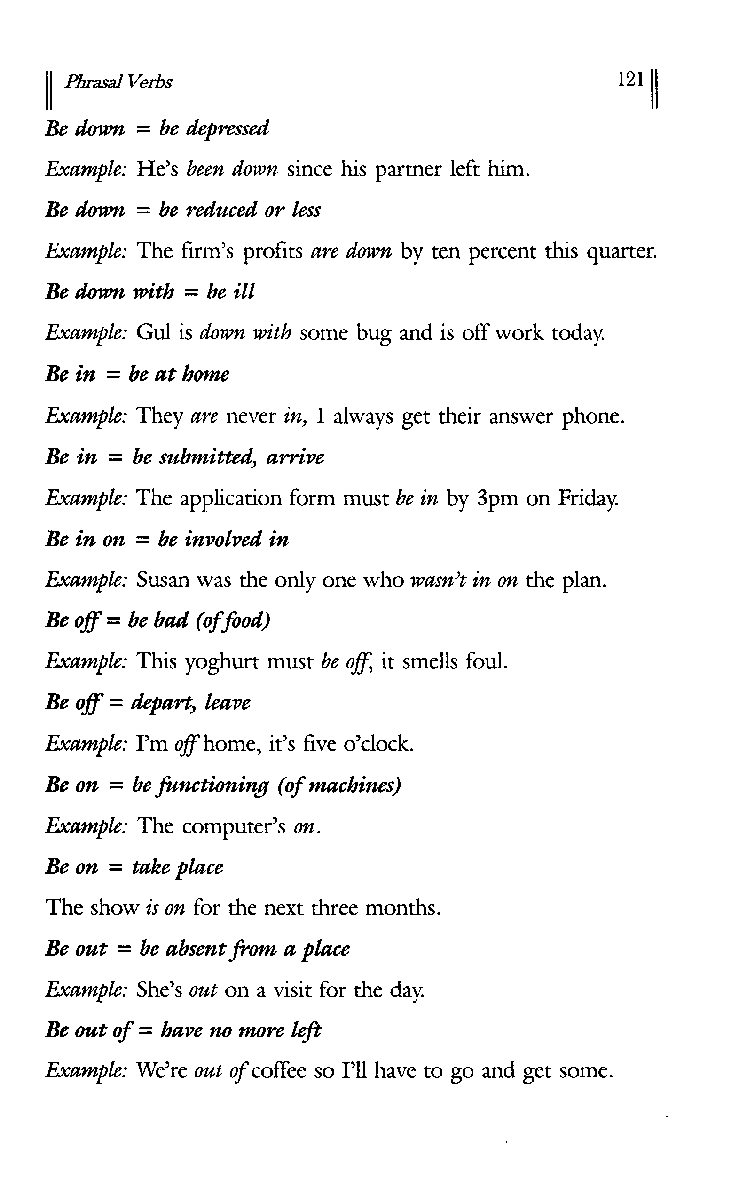 Phrasal Verbs 121
Be down = be depressed
Example: He's been down since his partner left him.
Be down = be reduced or less
Example: The firm's profits are down by ten percent this quarter.
Be down with = be ill
Example: Gul is down with some bug and is off work today.
Be in = be at home
Example: They are never in, 1 always get their answer phone.
Be in = be submitted, arrive
Example: The application form must be in by 3pm on Friday.
Be in on = be involved in
Example: Susan was the only one who wasn't in on the plan.
Be off = be bad (of food)
Example: This yoghurt must be off, it smells foul.
Be off = depart, leave
Example: I'm off home, it's five o'clock.
Be on = be functioning (of machines)
Example: The computer's on.
Be on = take place
The show is on for the next three months.
Be out = be absent from a place
Example: She's out on a visit for the day.
Be out of = have no more left
Example: We're out of coffee so I'll have to go and get some.